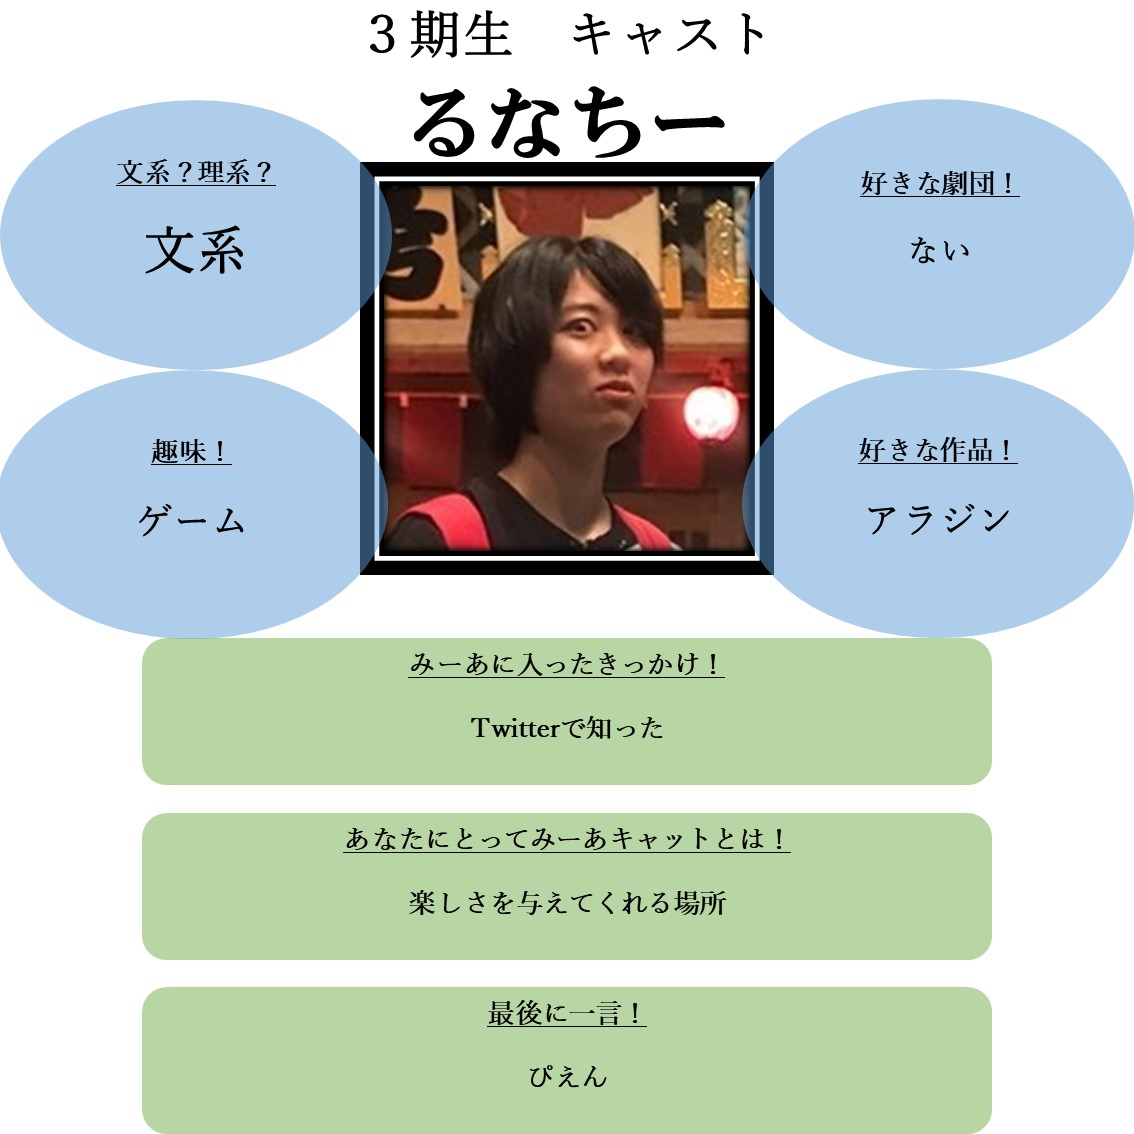 ３期生　キャスト
るなちー
文系？理系？
文系
好きな劇団！
ない
趣味！
ゲーム
好きな作品！
アラジン
みーあに入ったきっかけ！
Twitterで知った
あなたにとってみーあキャットとは！
楽しさを与えてくれる場所
最後に一言！
ぴえん